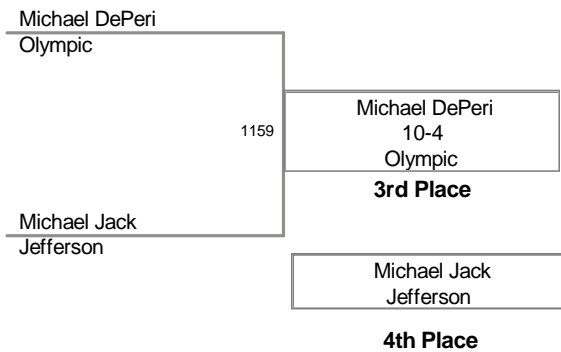 Michael DePeri
Olympic
1159
Michael DePeri
10-4
Olympic
3rd Place
Michael Jack
Jefferson
Michael Jack
Jefferson
4th Place